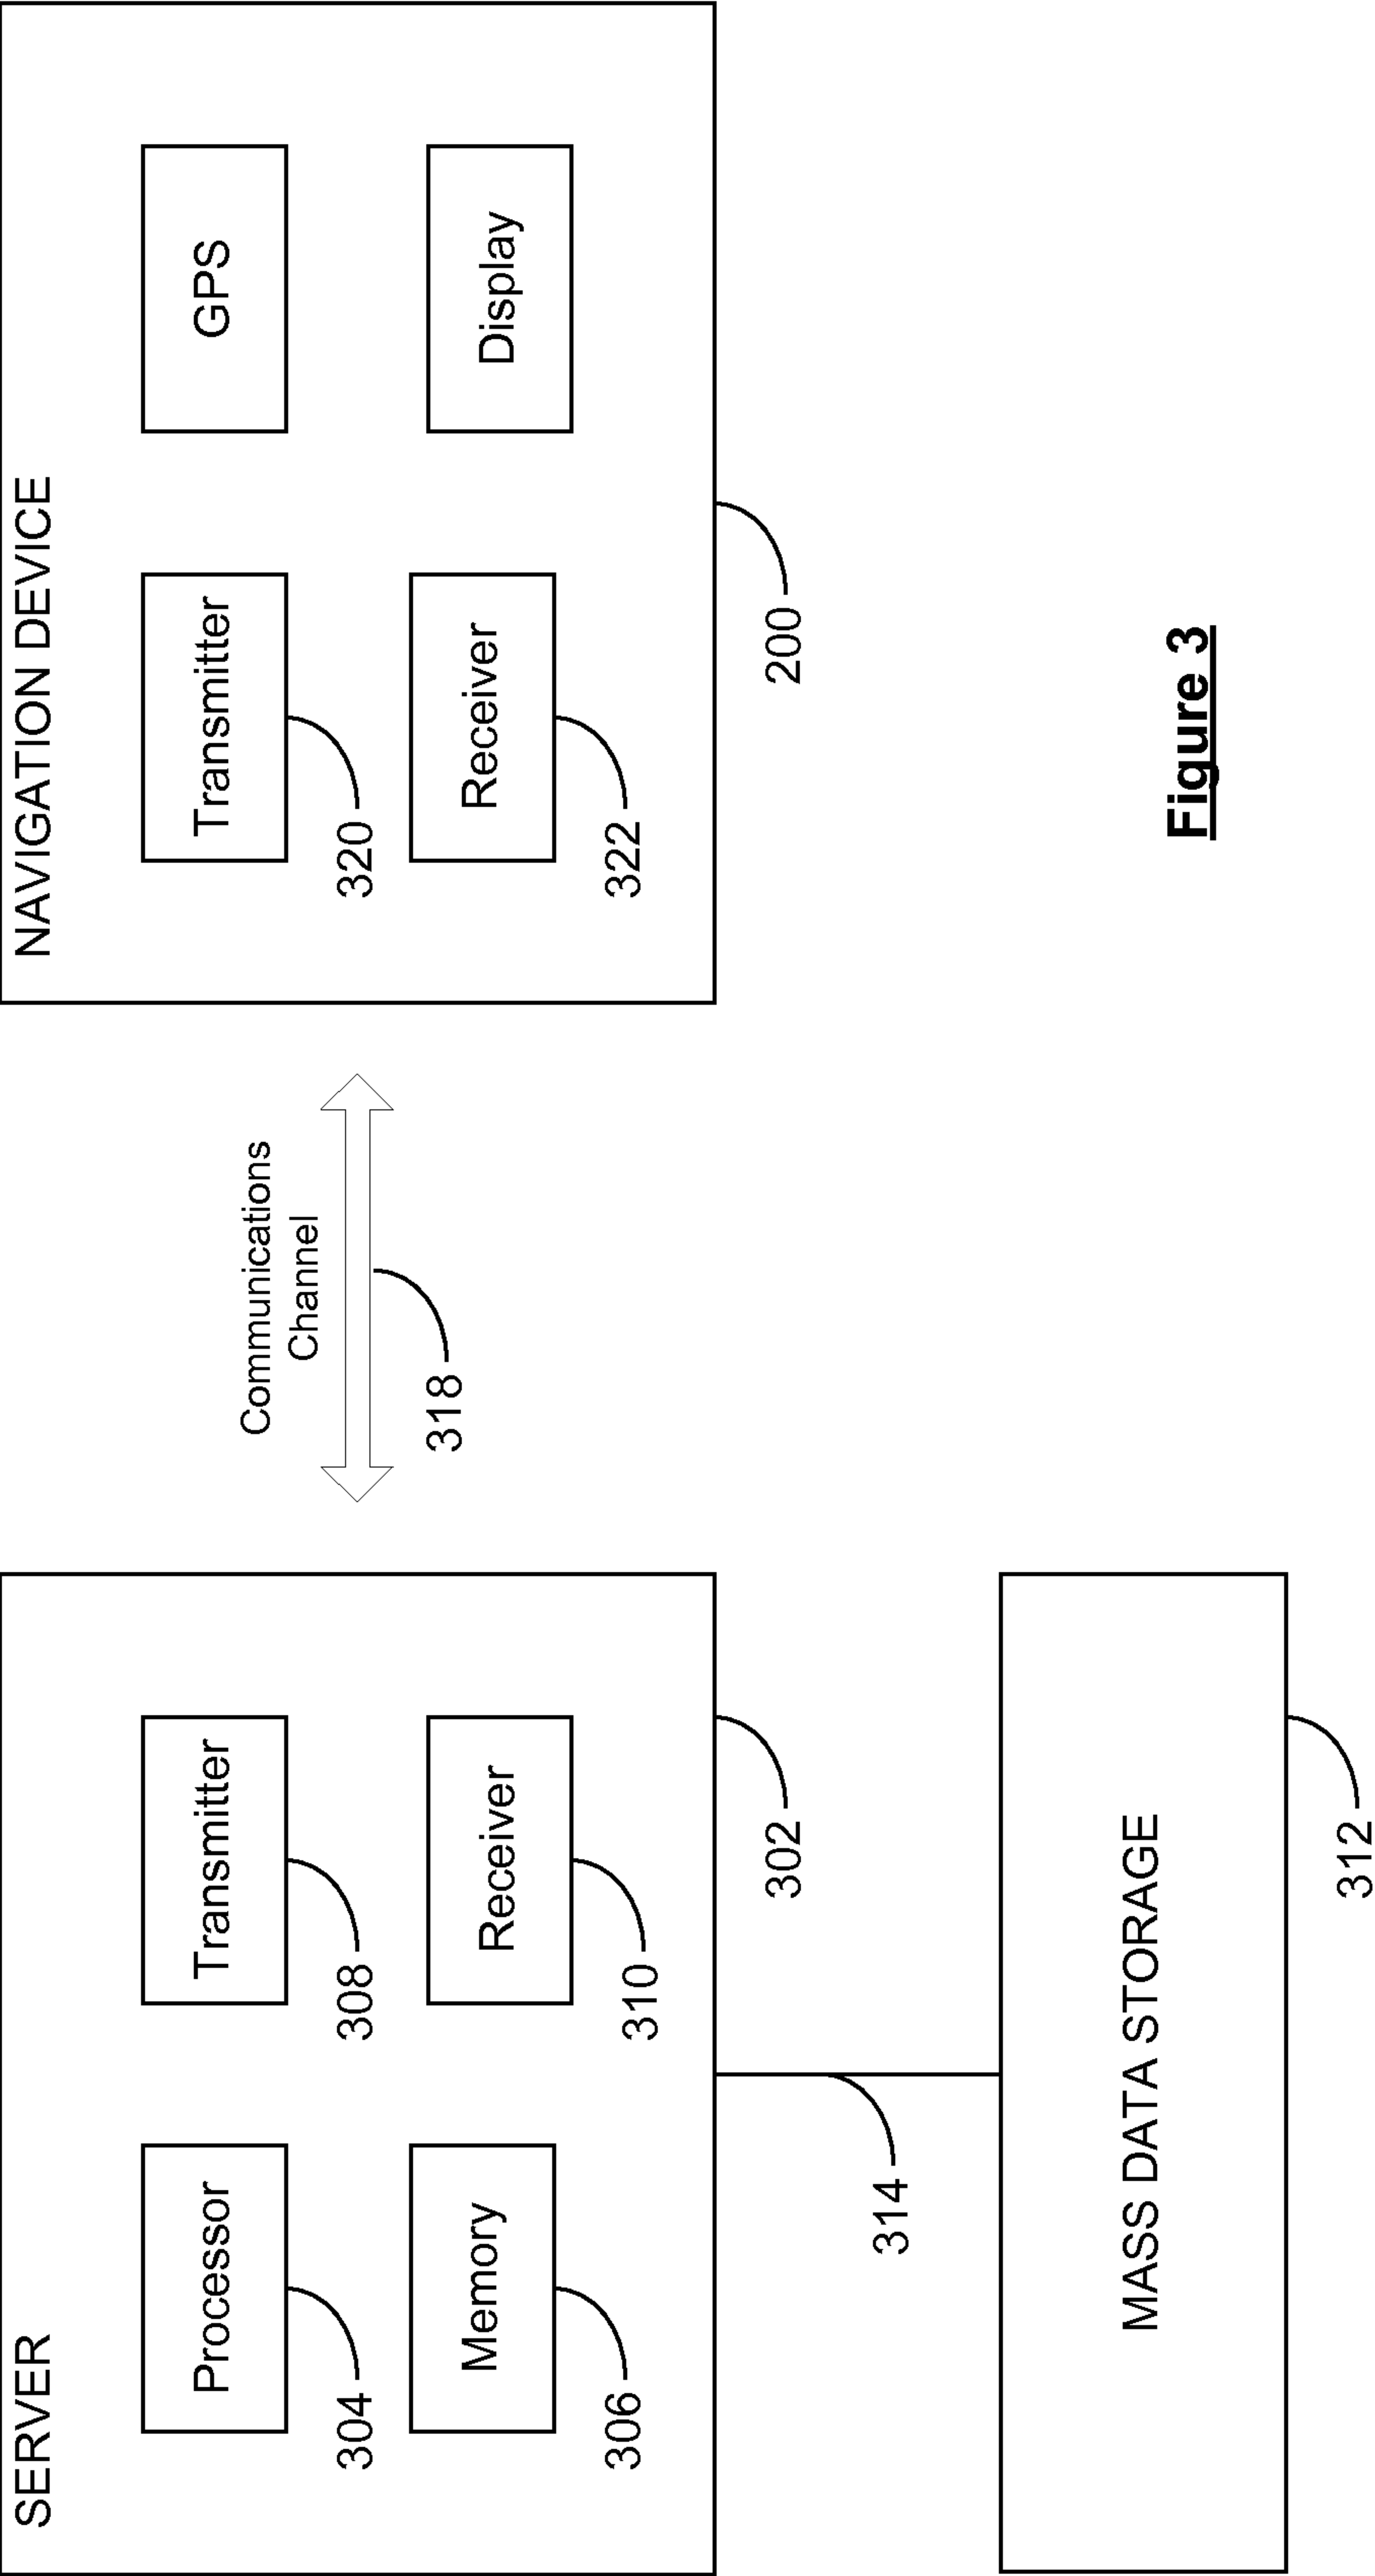 SERVER
Processor
304
Memory
306
Transmitter
308
Receiver
310
302
314
MASS DATA STORAGE
312
Communications
Channel
318
NAVIGATION DEVICE
Transmitter
320
Receiver
322
GPS
Display
200
Figure 3